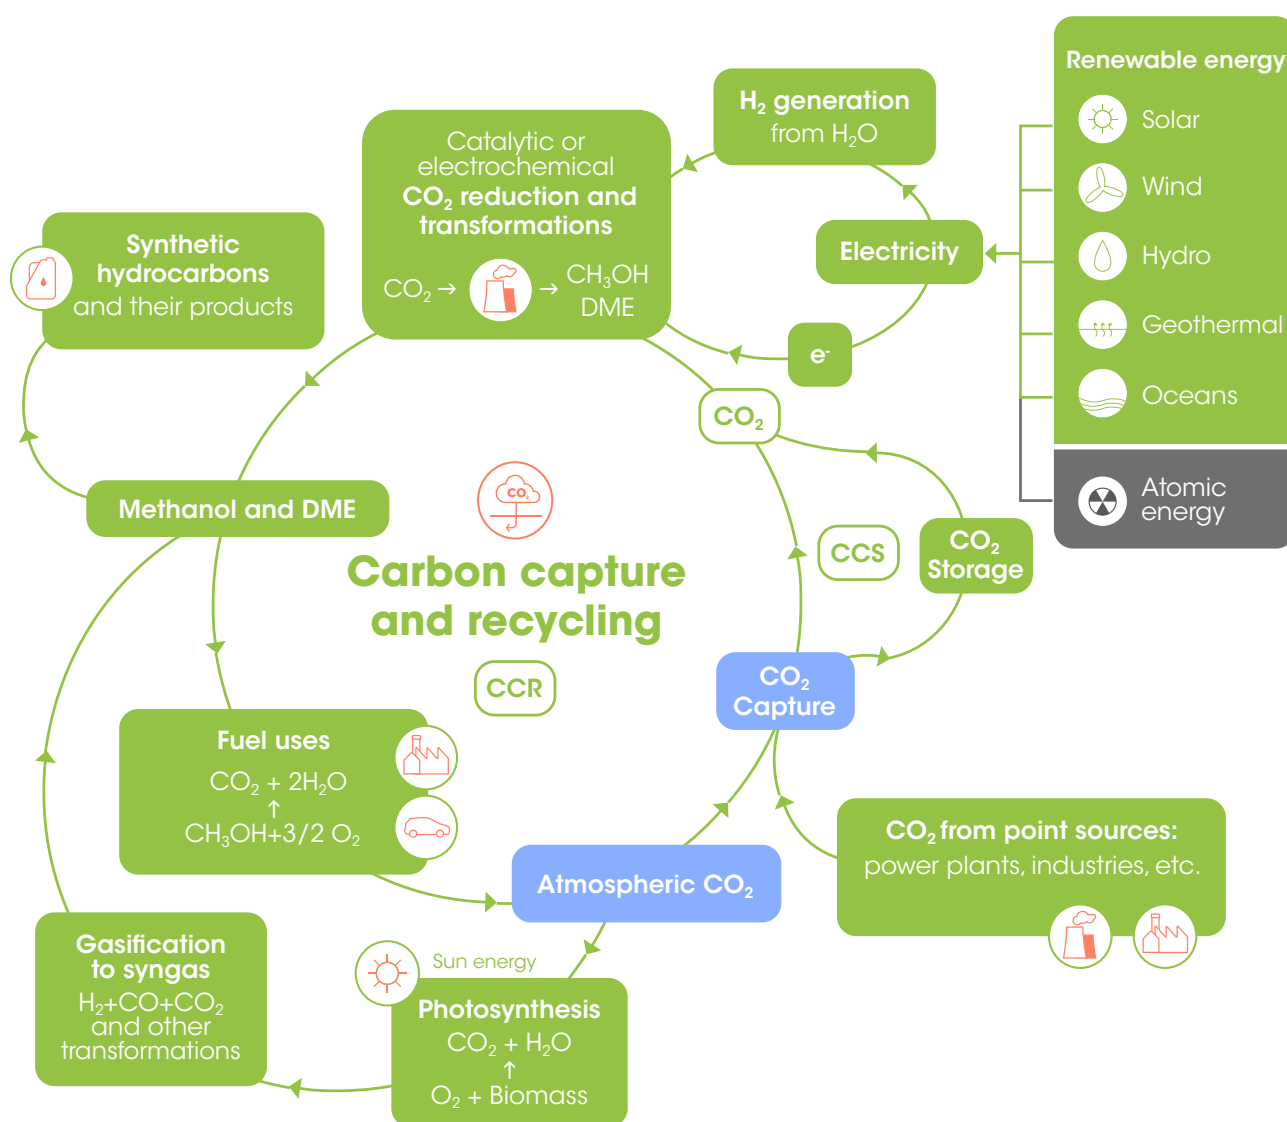 Renewable energy
Solar
Wind
Hydro
Geothermal
Oceans
Atomic
energy
H₂ generation
from H₂O
Electricity
e⁻
Catalytic or
electrochemical
CO₂ reduction and
transformations
CO₂ → → CH₃OH
DME
Synthetic
hydrocarbons
and their products
Methanol and DME
CO₂
CCS
CO₂
Storage
CO₂
Carbon capture
and recycling
CCR
CO₂
Capture
Fuel uses
CO₂ + 2H₂O
↑
CH₃OH+3/2 O₂
Atmospheric CO₂
CO₂ from point sources:
power plants, industries, etc.
Gasification
to syngas
H₂+CO+CO₂
and other
transformations
Sun energy
Photosynthesis
CO₂ + H₂O
↑
O₂ + Biomass